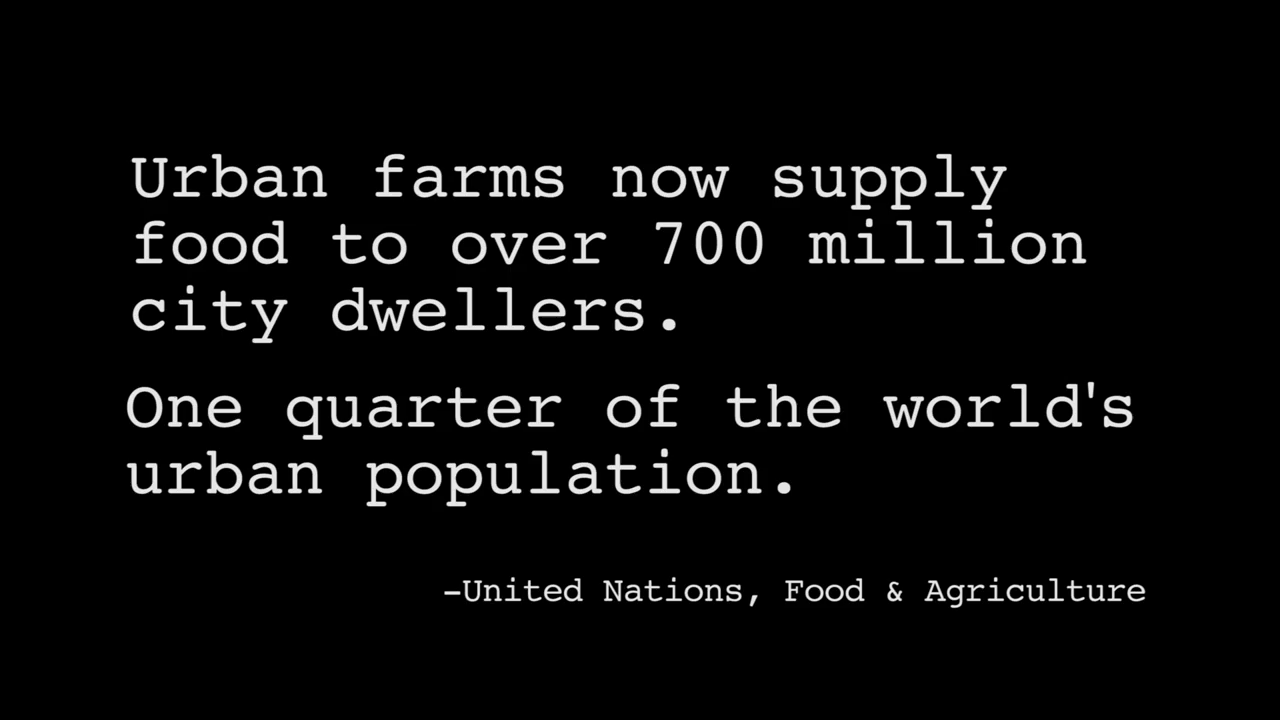 Urban farms now supply
food to over 700 million
city dwellers.
One quarter of the world's
urban population.
-United Nations, Food & Agriculture